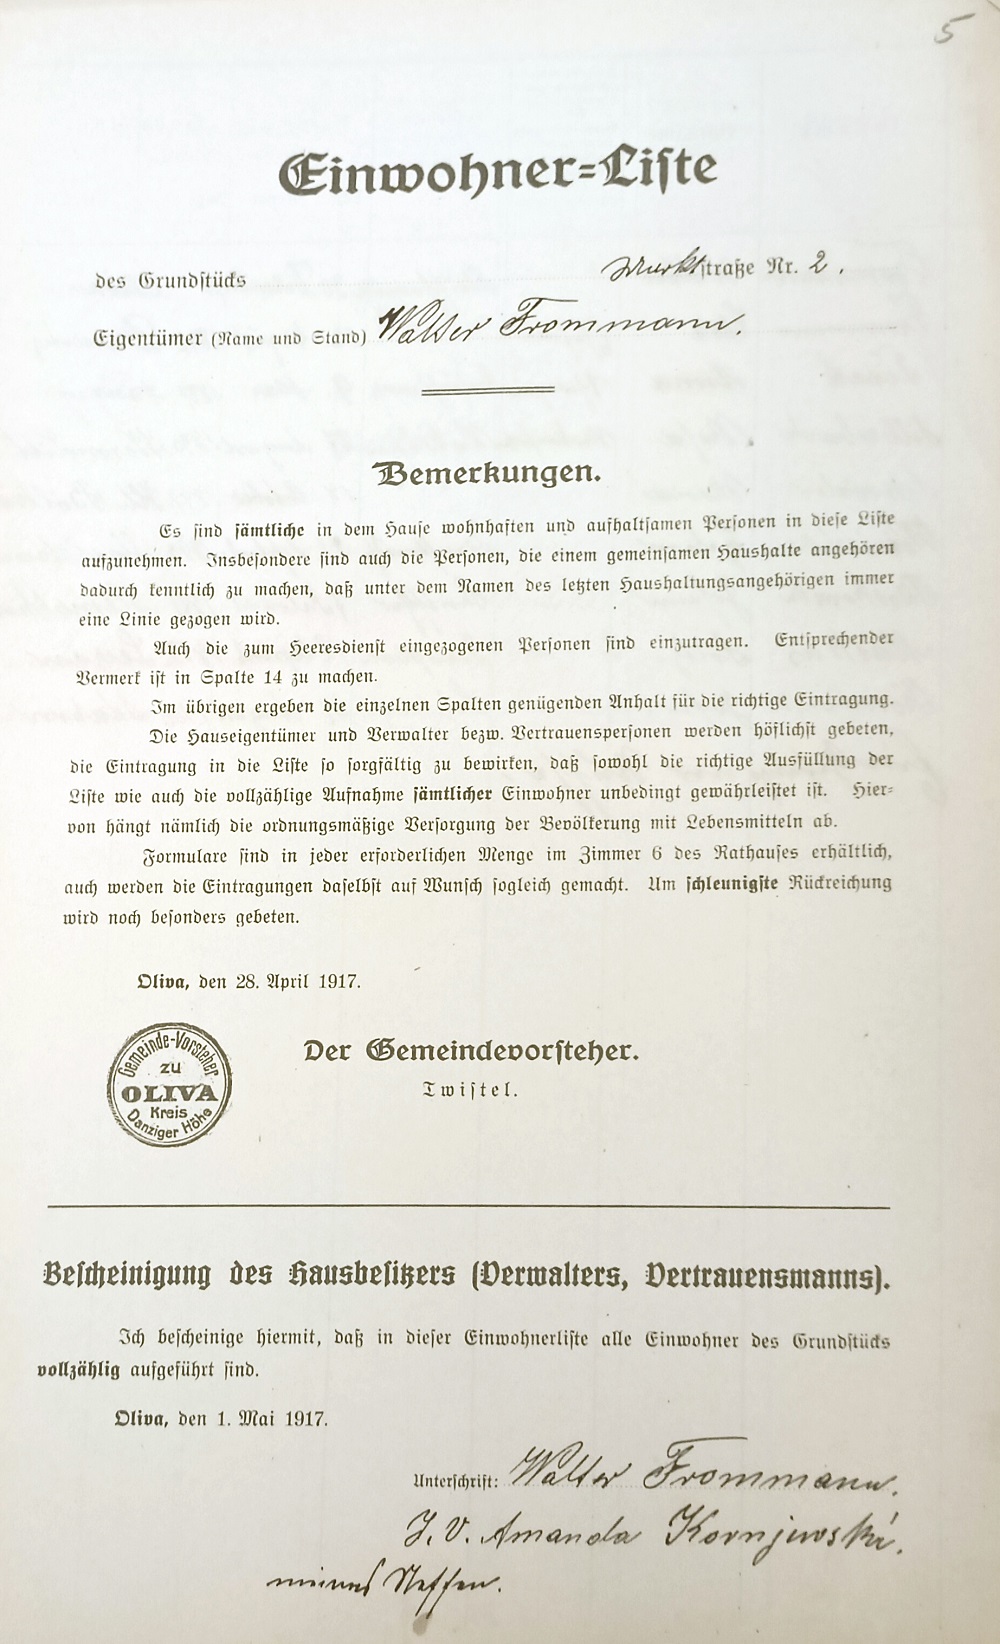 5
Einwohner=Liste
des Grundstücks Marktstraße Nr. 2.
Eigentümer (Name und Stand) Walter Frommann.
Bemerkungen.
Es sind sämtliche in dem Hause wohnhaften und aufhaltsamen Personen in diese Liste
aufzunehmen. Insbesondere sind auch die Personen, die einem gemeinsamen Haushalte angehören
dadurch kenntlich zu machen, daß unter dem Namen des letzten Haushaltungsangehörigen immer
eine Linie gezogen wird.
Auch die zum Heeresdienst eingezogenen Personen sind einzutragen. Entsprechender
Vermerk ist in Spalte 14 zu machen.
Im übrigen ergeben die einzelnen Spalten genügenden Anhalt für die richtige Eintragung.
Die Hauseigentümer und Verwalter bezw. Vertrauenspersonen werden höflichst gebeten,
die Eintragung in die Liste so sorgfältig zu bewirken, daß sowohl die richtige Ausfüllung der
Liste wie auch die vollzählige Aufnahme sämtlicher Einwohner unbedingt gewährleistet ist. Hier=
von hängt nämlich die ordnungsmäßige Versorgung der Bevölkerung mit Lebensmitteln ab.
Formulare sind in jeder erforderlichen Menge im Zimmer 6 des Rathauses erhältlich,
auch werden die Eintragungen daselbst auf Wunsch sogleich gemacht. Um schleunigste Rückreichung
wird noch besonders gebeten.
Oliva, den 28. April 1917.
Gemeinde-Vorsteher
zu
OLIVA
Kreis
Danziger Höhe
Der Gemeindevorsteher.
Twistel.
Bescheinigung des Hausbesitzers (Verwalters, Vertrauensmanns).
Ich bescheinige hiermit, daß in dieser Einwohnerliste alle Einwohner des Grundstücks
vollzählig aufgeführt sind.
Oliva, den 1. Mai 1917.
Unterschrift: Walter Frommann.
J. V. Amanda Kornjewski.
meines Neffen.